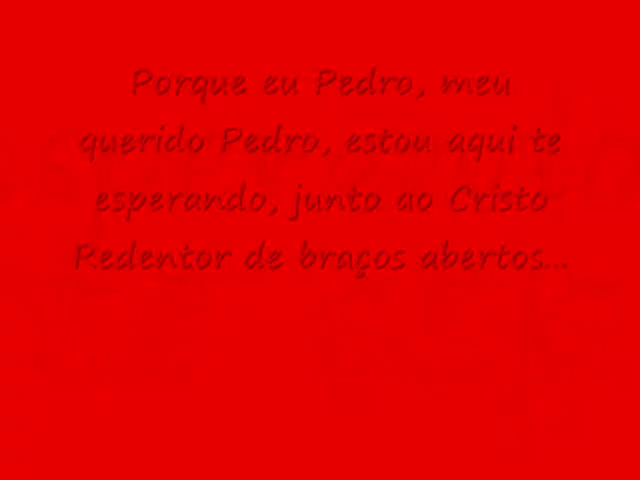 Porque eu Pedro, meu
querido Pedro, estou aqui te
esperando, junto ao Cristo
Redentor de braços abertos...